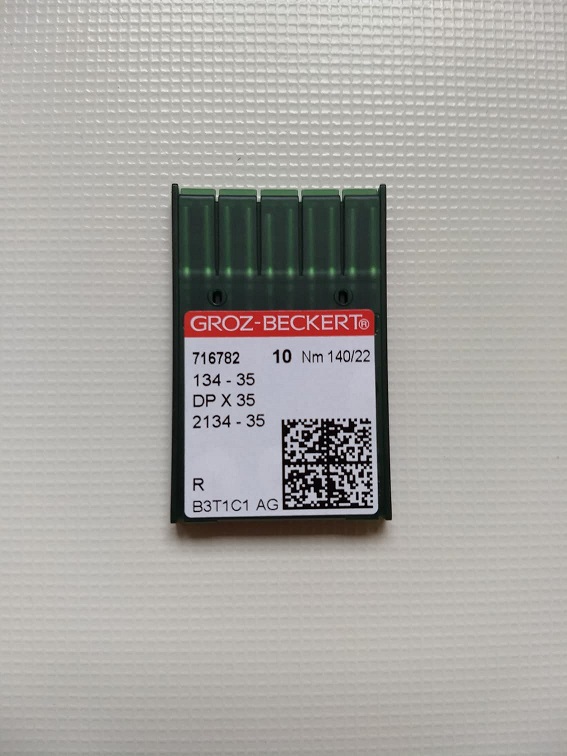 GROZ-BECKERT®
716782 10 Nm 140/22
134 - 35
DP X 35
2134 - 35
R
B3T1C1 AG